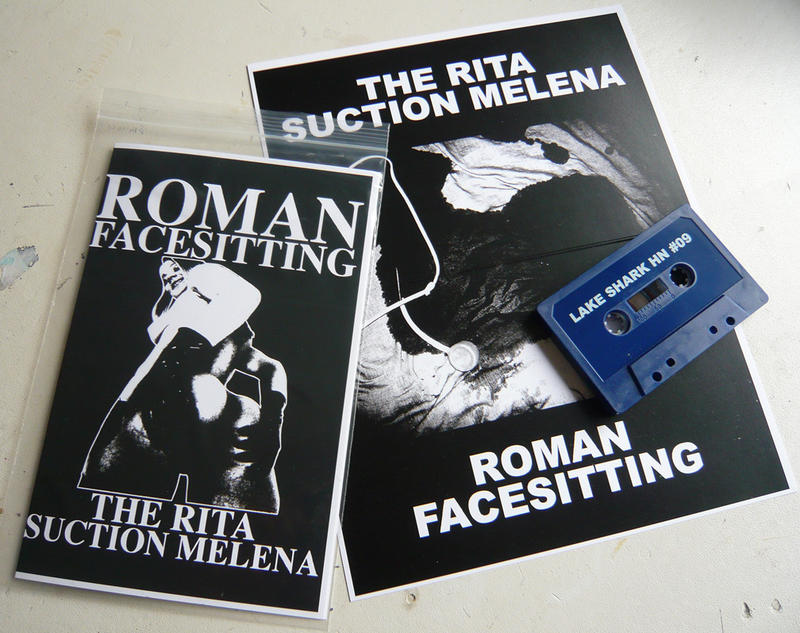 ROMAN
FACESITTING
THE RITA
SUCTION MELENA
THE RITA
SUCTION MELENA
ROMAN
FACESITTING
LAKE SHARK HN #09